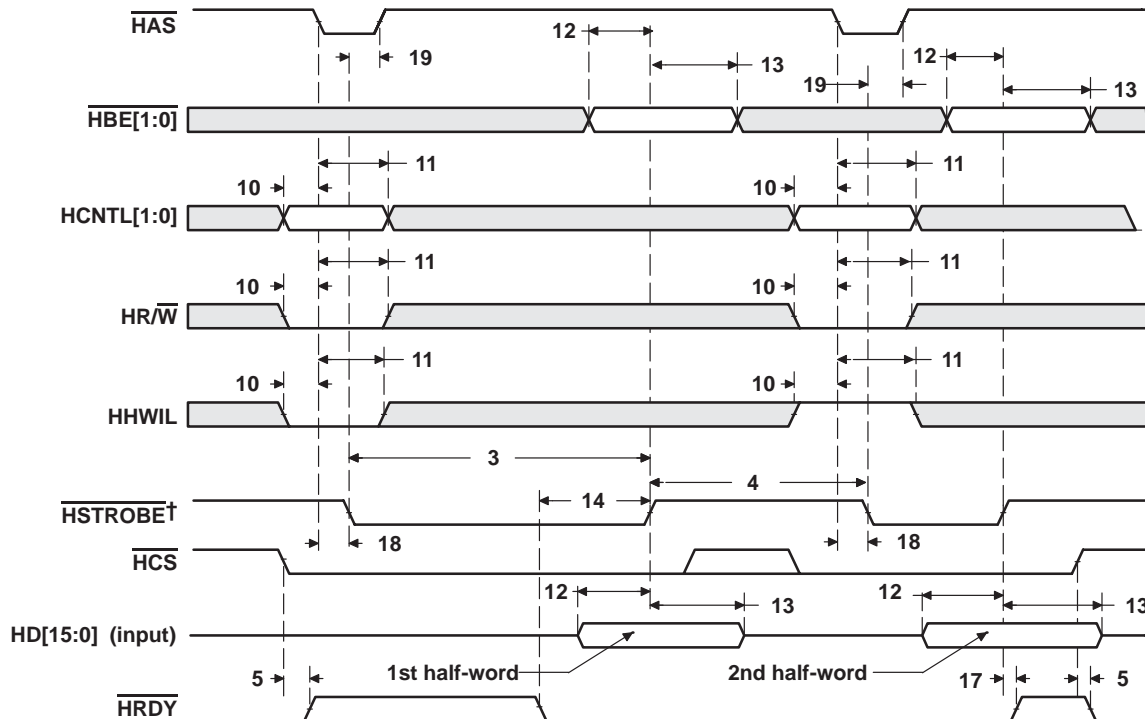 HAS
12
12
19
13
19
13
HBE[1:0]
11
11
10
10
HCNTL[1:0]
11
11
10
10
HR/W
11
11
10
10
HHWIL
3
4
14
HSTROBE†
18
18
HCS
12
13
12
13
HD[15:0] (input)
1st half-word
2nd half-word
5
17
5
HRDY